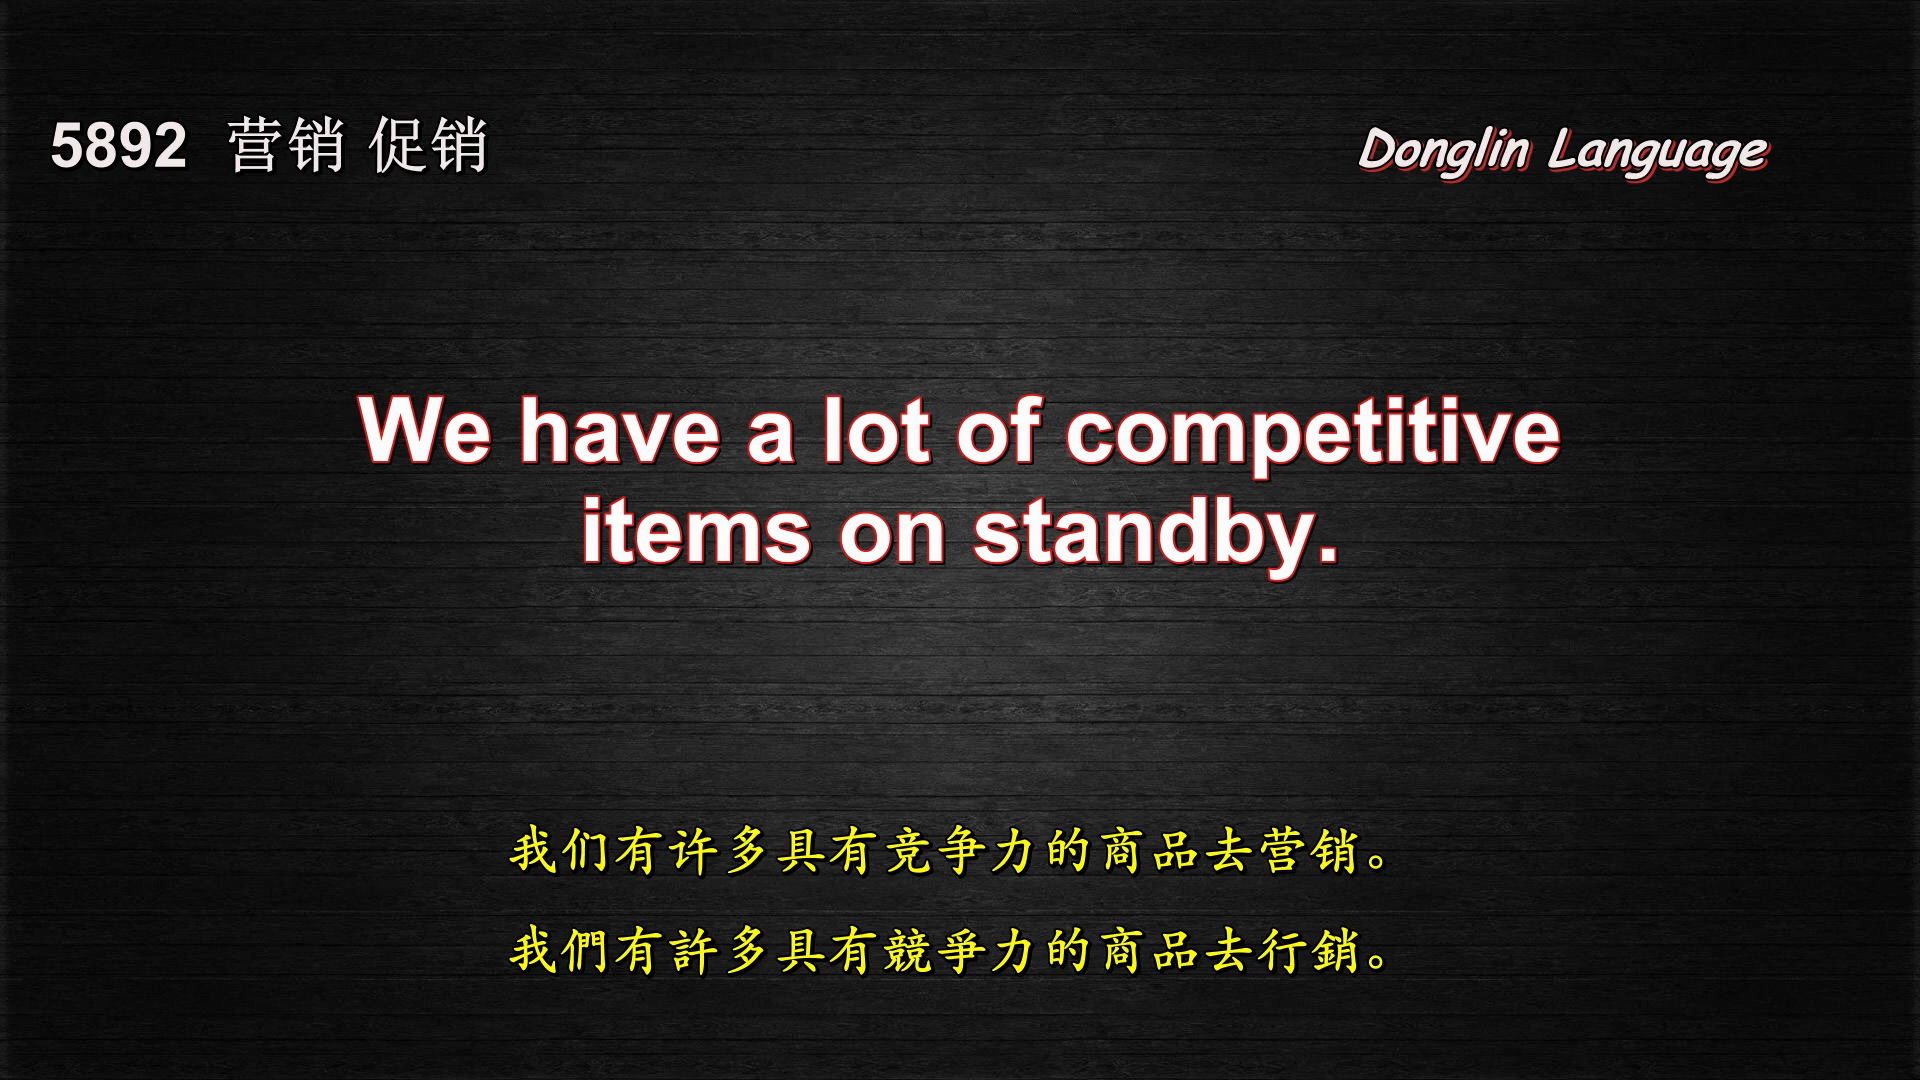 5892 营销 促销
Donglin Language
We have a lot of competitive
items on standby.
我们有许多具有竞争力的商品去营销。
我們有許多具有競爭力的商品去行銷。